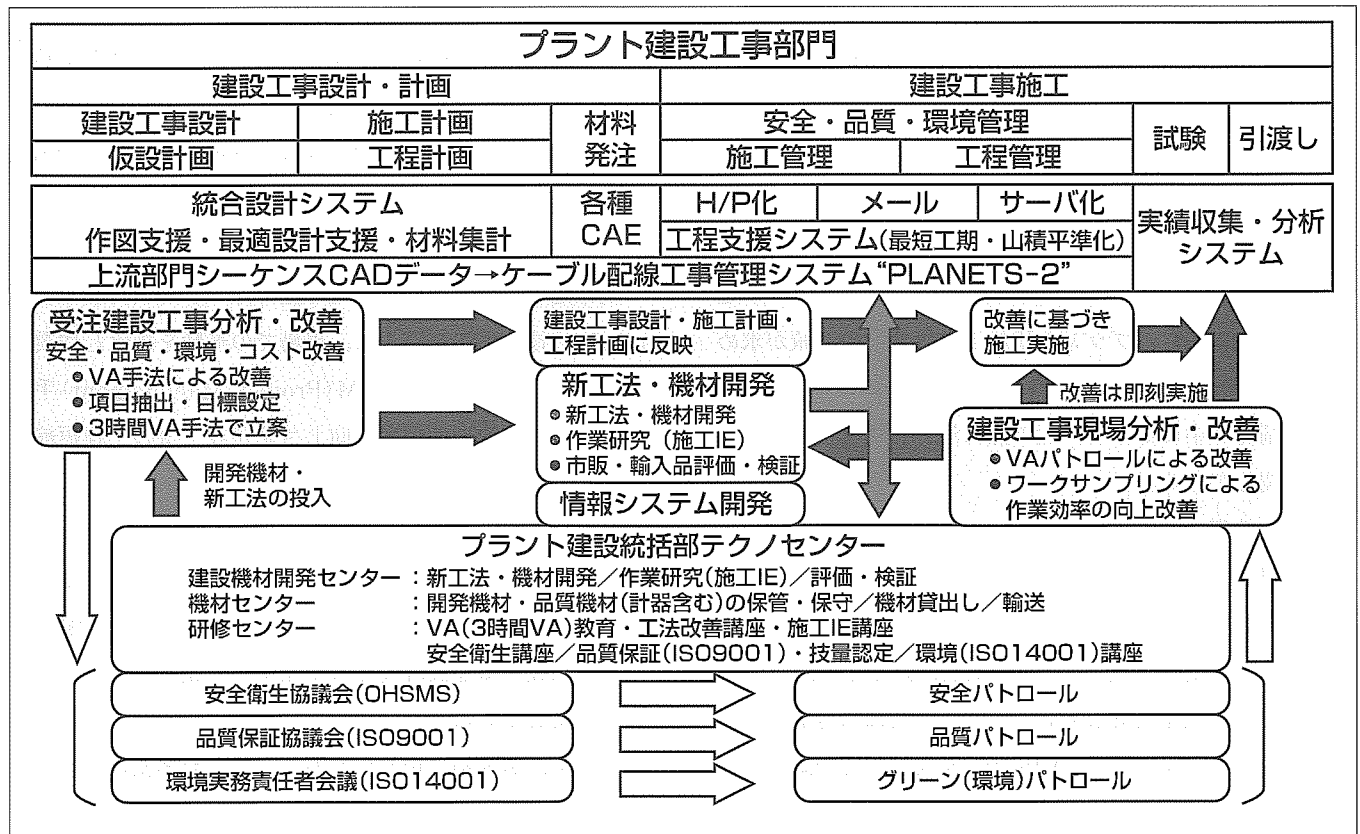 プラント建設工事部門
建設工事設計・計画
建設工事施工
建設工事設計
施工計画
材料
発注
安全・品質・環境管理
試験
引渡し
仮設計画
工程計画
施工管理
工程管理
統合設計システム
作図支援・最適設計支援・材料集計
各種
CAE
H/P化
メール
サーバ化
工程支援システム(最短工期・山積平準化)
実績収集・分析
システム
上流部門シーケンスCADデータ→ケーブル配線工事管理システム“PLANETS-2”
受注建設工事分析・改善
安全・品質・環境・コスト改善
●VA手法による改善
●項目抽出・目標設定
●3時間VA手法で立案
建設工事設計・施工計画・
工程計画に反映
改善に基づき
施工実施
新工法・機材開発
●新工法・機材開発
●作業研究（施工IE）
●市販・輸入品評価・検証
情報システム開発
改善は即刻実施
建設工事現場分析・改善
●VAパトロールによる改善
●ワークサンプリングによる
作業効率の向上改善
開発機材・
新工法の投入
プラント建設統括部テクノセンター
建設機材開発センター：新工法・機材開発／作業研究(施工IE)／評価・検証
機材センター：開発機材・品質機材(計器含む)の保管・保守／機材貸出し／輸送
研修センター：VA(3時間VA)教育・工法改善講座・施工IE講座
安全衛生講座／品質保証(ISO9001)・技量認定／環境(ISO14001)講座
安全衛生協議会(OHSMS)
安全パトロール
品質保証協議会(ISO9001)
品質パトロール
環境実務責任者会議(ISO14001)
グリーン(環境)パトロール